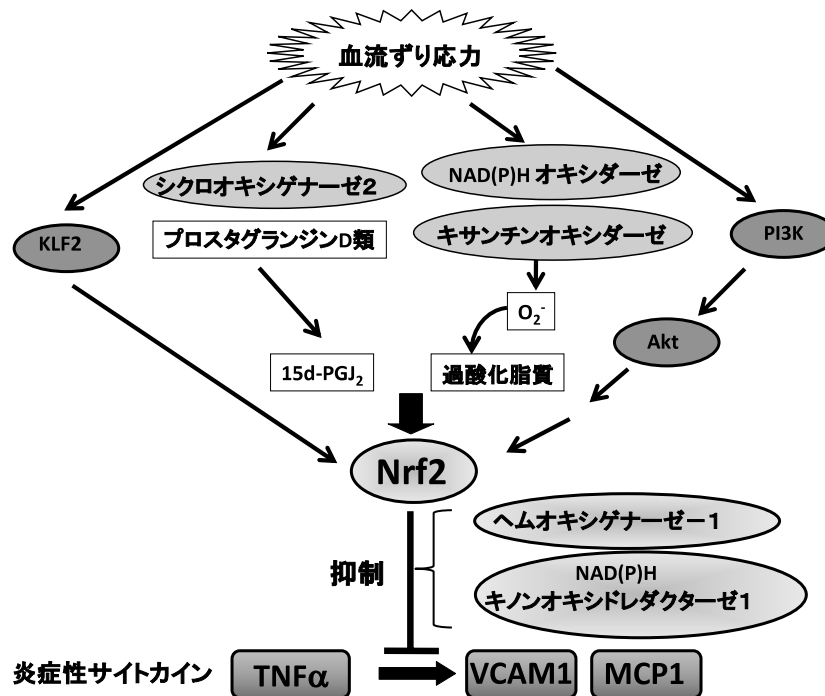 血流ずり応力
シクロオキシゲナーゼ2
NAD(P)H オキシダーゼ
KLF2
プロスタグランジンD類
キサンチンオキシダーゼ
PI3K
O₂⁻
Akt
15d-PGJ₂
過酸化脂質
Nrf2
ヘムオキシゲナーゼー1
抑制
NAD(P)H
キノンオキシドレダクターゼ1
炎症性サイトカイン
TNFα
VCAM1
MCP1